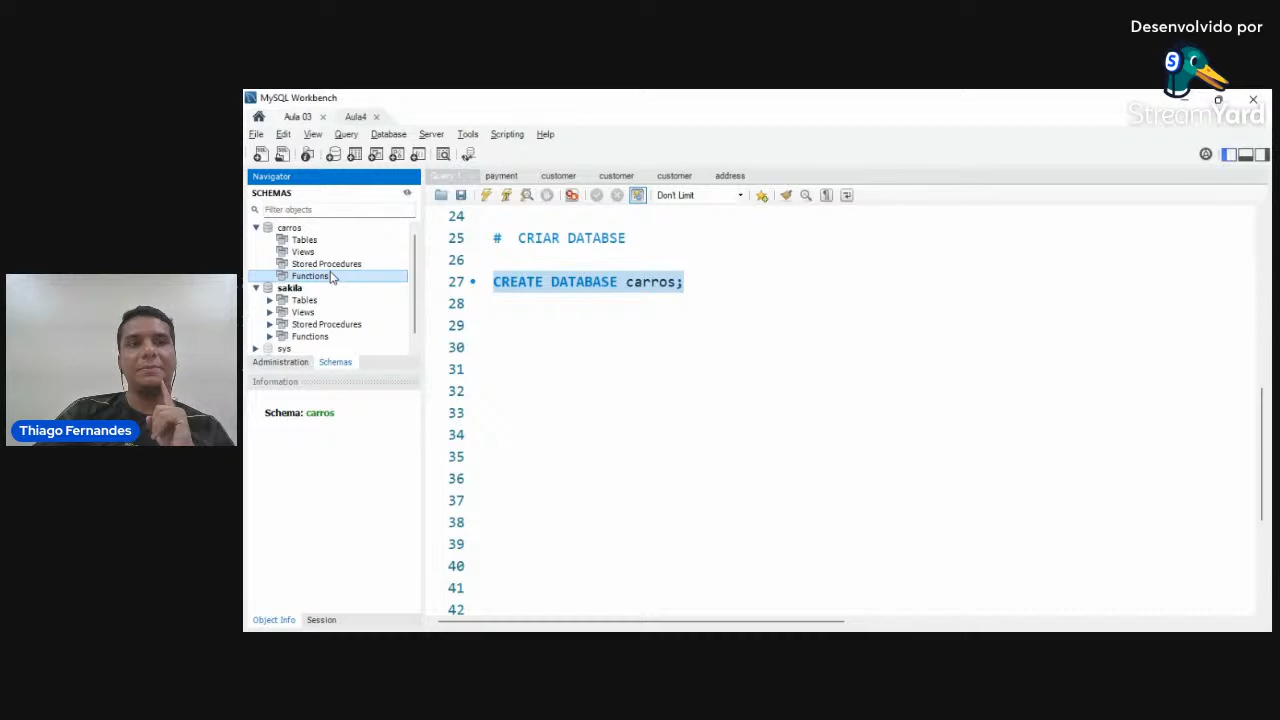 Desenvolvido por
S
StreamYard
MySQL Workbench
Aula 03 Aula4
File Edit View Query Database Server Tools Scripting Help
Navigator
SCHEMAS
Filter objects
carros
Tables
Views
Stored Procedures
Functions
sakila
Tables
Views
Stored Procedures
Functions
sys
Administration Schemas
Information
Schema: carros
Object Info Session
Query 1 payment customer customer customer address
Don't Limit
24
25 # CRIAR DATABSE
26
27 CREATE DATABASE carros;
28
29
30
31
32
33
34
35
36
37
38
39
40
41
42
Thiago Fernandes